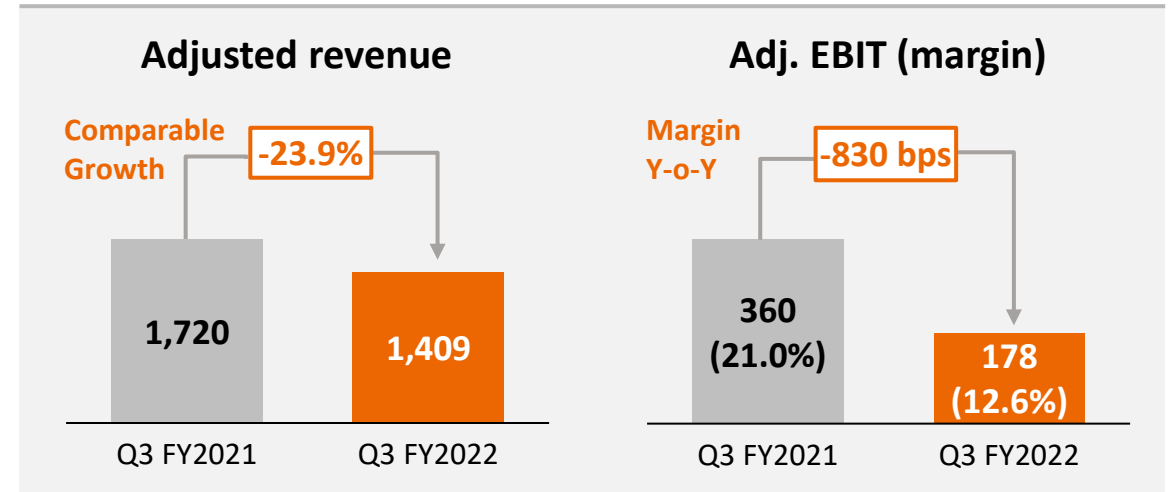 Adjusted revenue
Comparable
Growth
-23.9%
1,720
1,409
Q3 FY2021
Q3 FY2022
Adj. EBIT (margin)
Margin
Y-o-Y
-830 bps
360
(21.0%)
178
(12.6%)
Q3 FY2021
Q3 FY2022